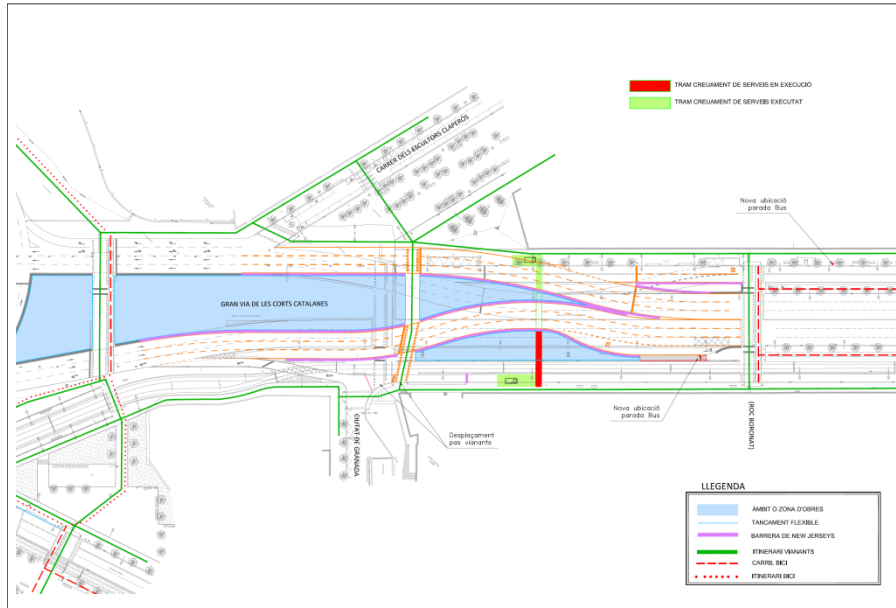 TRAM CREUAMENT DE SERVEIS EN EXECUCIÓ
TRAM CREUAMENT DE SERVEIS EXECUTAT
CARRER DELS ESCULTORS CLAPERÓS
Nova ubicació
parada Bus
GRAN VIA DE LES CORTS CATALANES
Nova ubicació
parada Bus
Desplaçament
pas vianants
CIUTAT DE GRANADA
(ROC BORONAT)
LLEGENDA
ÀMBIT O ZONA D'OBRES
TANCAMENT FLEXIBLE
BARRERA DE NEW JERSEYS
ITINERARI VIANANTS
CARRIL BICI
ITINERARI BICI